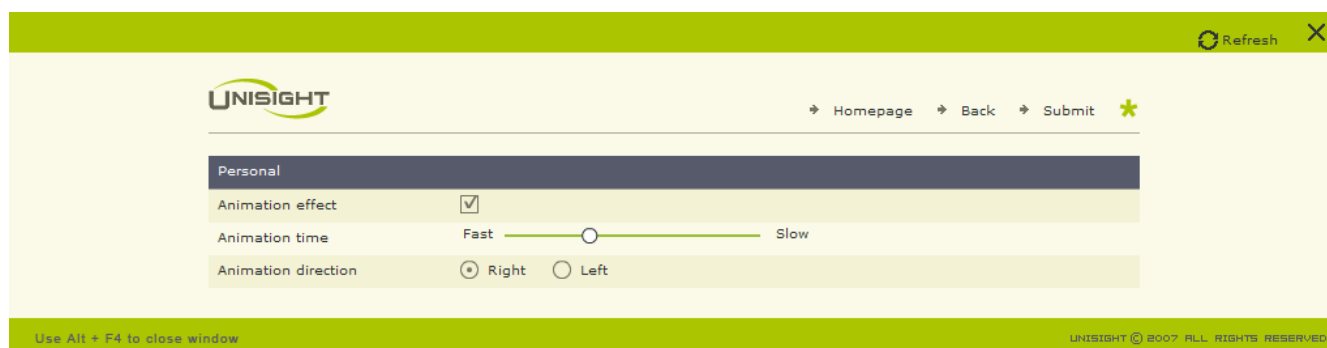 Refresh
UNISIGHT
Homepage Back Submit
Personal
Animation effect
Animation time Fast Slow
Animation direction Right Left
Use Alt + F4 to close window
UNISIGHT © 2007 ALL RIGHTS RESERVED